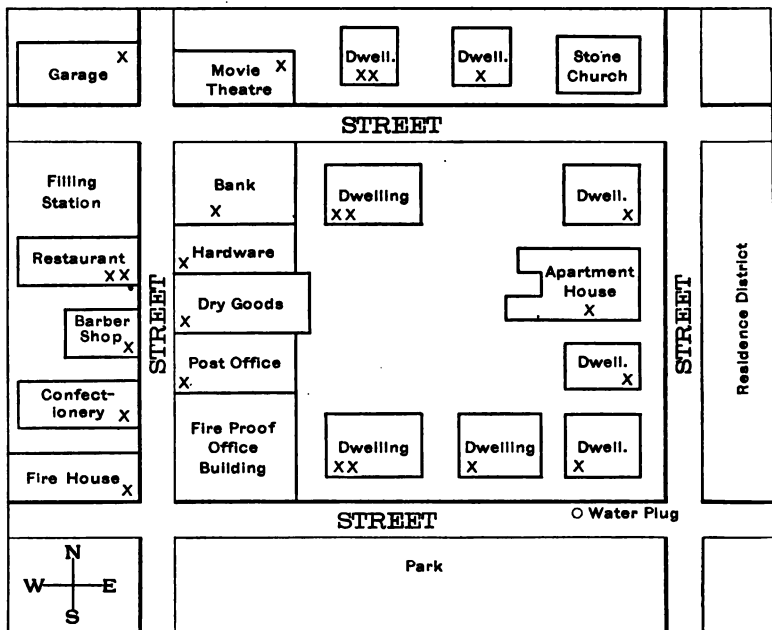 X
Garage
X
Movie
Theatre
Dwell.
XX
Dwell.
X
Stone
Church
STREET
Filling
Station
Bank
X
Dwelling
XX
Dwell.
X
Restaurant
XX
Hardware
X
Apartment
House
X
Dry Goods
X
Barber
Shop
X
STREET
STREET
Residence District
Post Office
X
Dwell.
X
Confect-
ionery
X
Fire Proof
Office
Building
Dwelling
XX
Dwelling
X
Dwell.
X
Fire House
X
STREET
Water Plug
N
W
E
S
Park